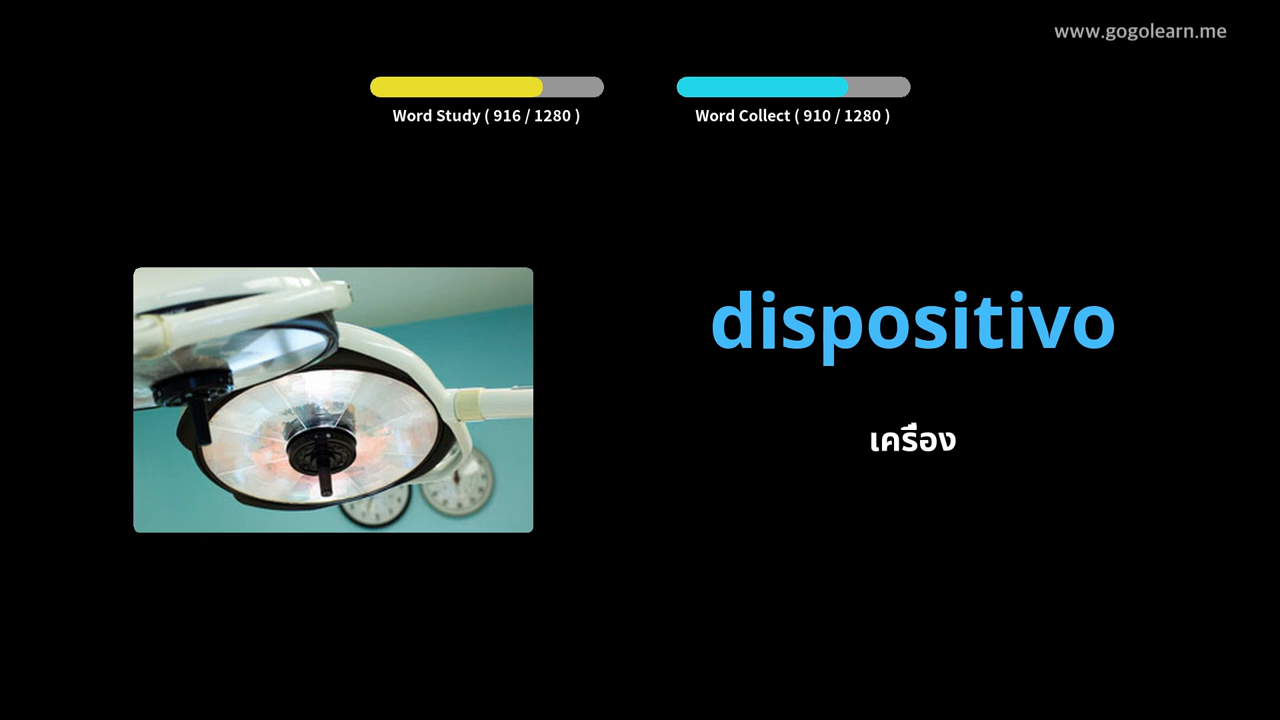 www.gogolearn.me
Word Study ( 916 / 1280 )
Word Collect ( 910 / 1280 )
dispositivo
เครื่อง